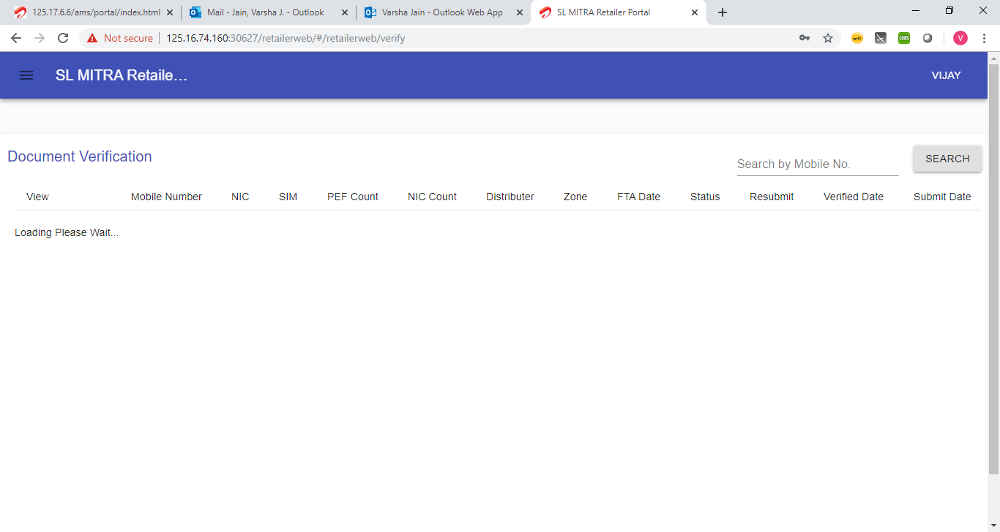 125.17.6.6/ams/portal/index.html
Mail - Jain, Varsha J. - Outlook
Varsha Jain - Outlook Web App
SL MITRA Retailer Portal
Not secure
125.16.74.160:30627/retailerweb/#/retailerweb/verify
CORS
V
SL MITRA Retaile...
VIJAY
Document Verification
Search by Mobile No.
SEARCH
View Mobile Number NIC SIM PEF Count NIC Count Distributer Zone FTA Date Status Resubmit Verified Date Submit Date
Loading Please Wait...